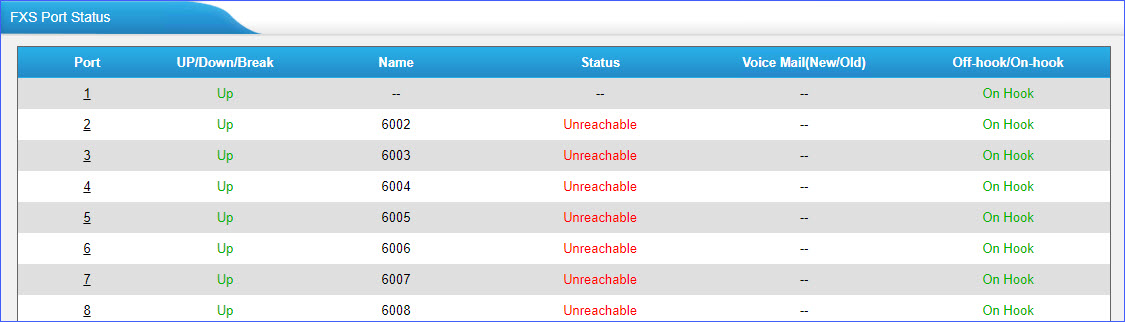 FXS Port Status
Port UP/Down/Break Name Status Voice Mail(New/Old) Off-hook/On-hook
1 Up -- -- -- On Hook
2 Up 6002 Unreachable -- On Hook
3 Up 6003 Unreachable -- On Hook
4 Up 6004 Unreachable -- On Hook
5 Up 6005 Unreachable -- On Hook
6 Up 6006 Unreachable -- On Hook
7 Up 6007 Unreachable -- On Hook
8 Up 6008 Unreachable -- On Hook